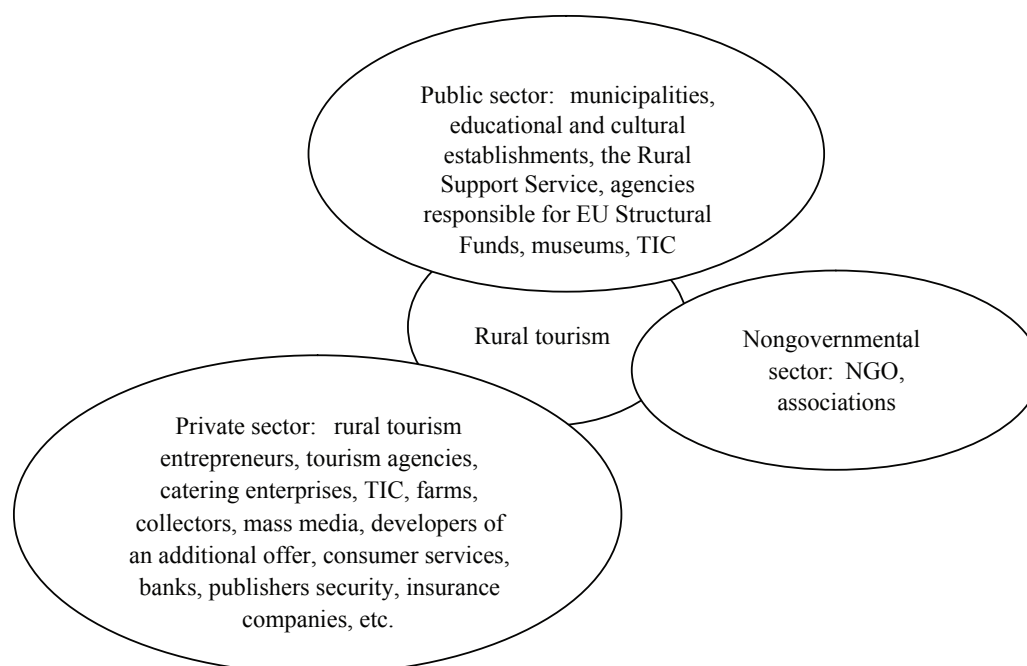 Public sector: municipalities,
educational and cultural
establishments, the Rural
Support Service, agencies
responsible for EU Structural
Funds, museums, TIC
Rural tourism
Nongovernmental
sector: NGO,
associations
Private sector: rural tourism
entrepreneurs, tourism agencies,
catering enterprises, TIC, farms,
collectors, mass media, developers of
an additional offer, consumer services,
banks, publishers security, insurance
companies, etc.